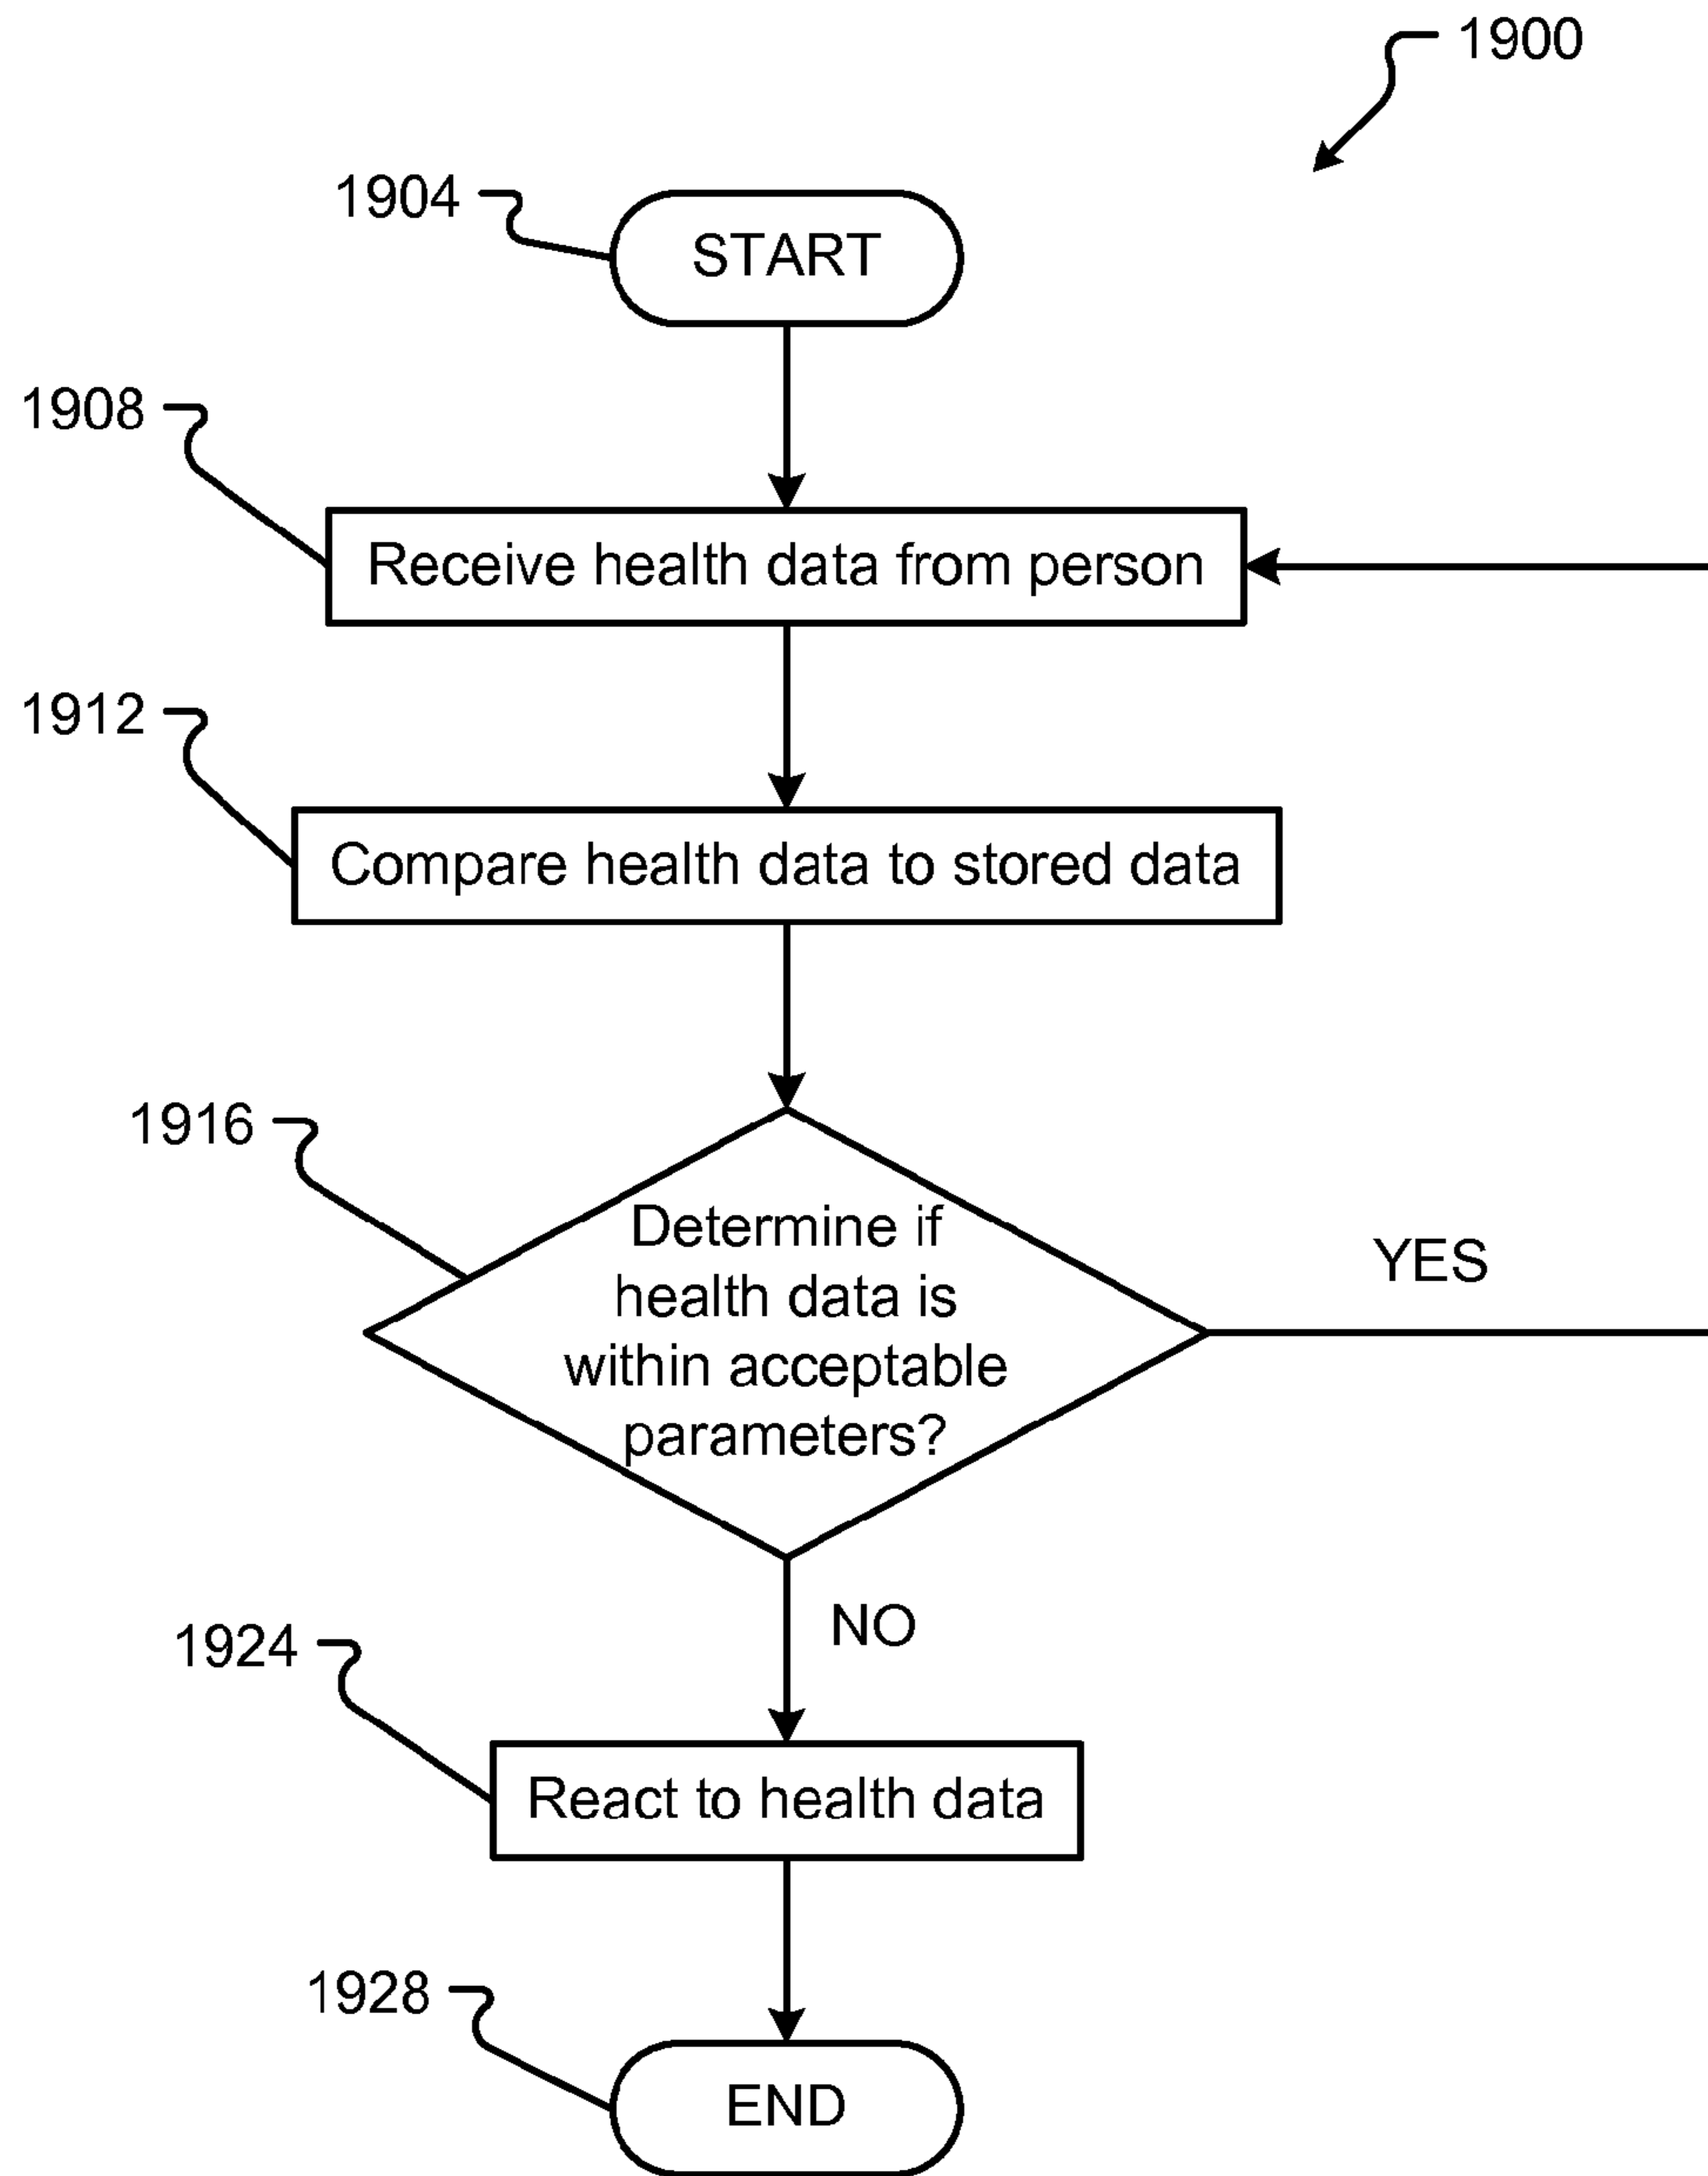 1900
1904
START
1908
Receive health data from person
1912
Compare health data to stored data
1916
Determine if
health data is
within acceptable
parameters?
YES
NO
1924
React to health data
1928
END